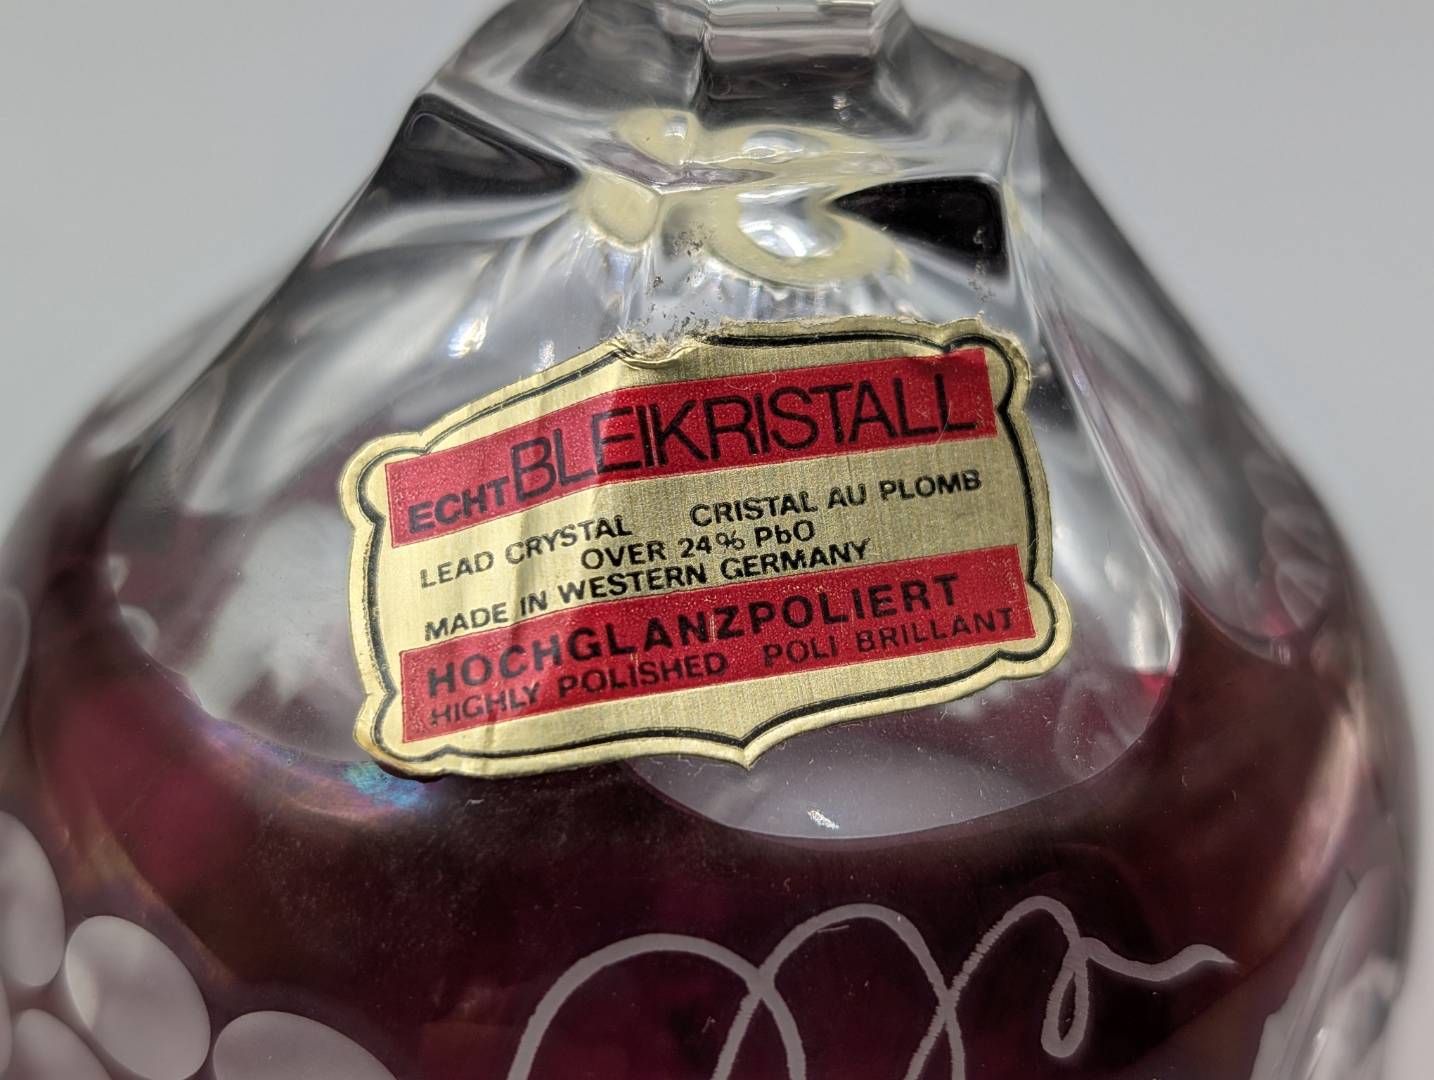 ECHT BLEIKRISTALL
LEAD CRYSTAL CRISTAL AU PLOMB
OVER 24% PbO
MADE IN WESTERN GERMANY
HOCHGLANZPOLIERT
HIGHLY POLISHED POLI BRILLANT